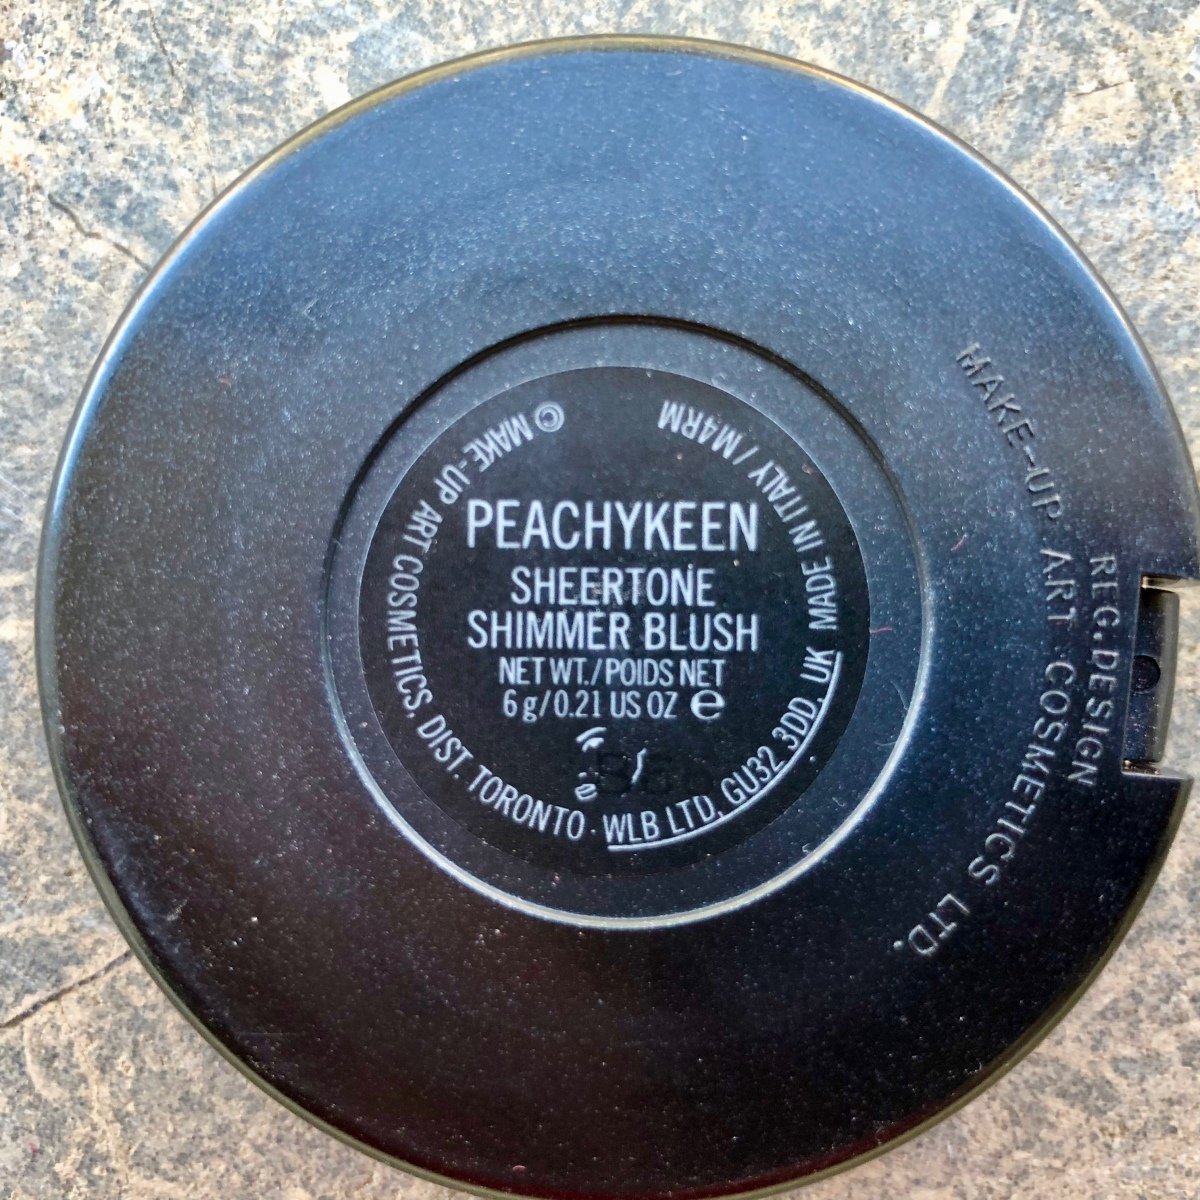 PEACHYKEEN
SHEERTONE
SHIMMER BLUSH
NET WT./POIDS NET
6 g/0.21 US OZ ℮
© MAKE-UP ART COSMETICS, DIST. TORONTO · WLB LTD, GU32 3DD, UK MADE IN ITALY / M4RM
MAKE-UP ART COSMETICS LTD.
REG.DESIGN